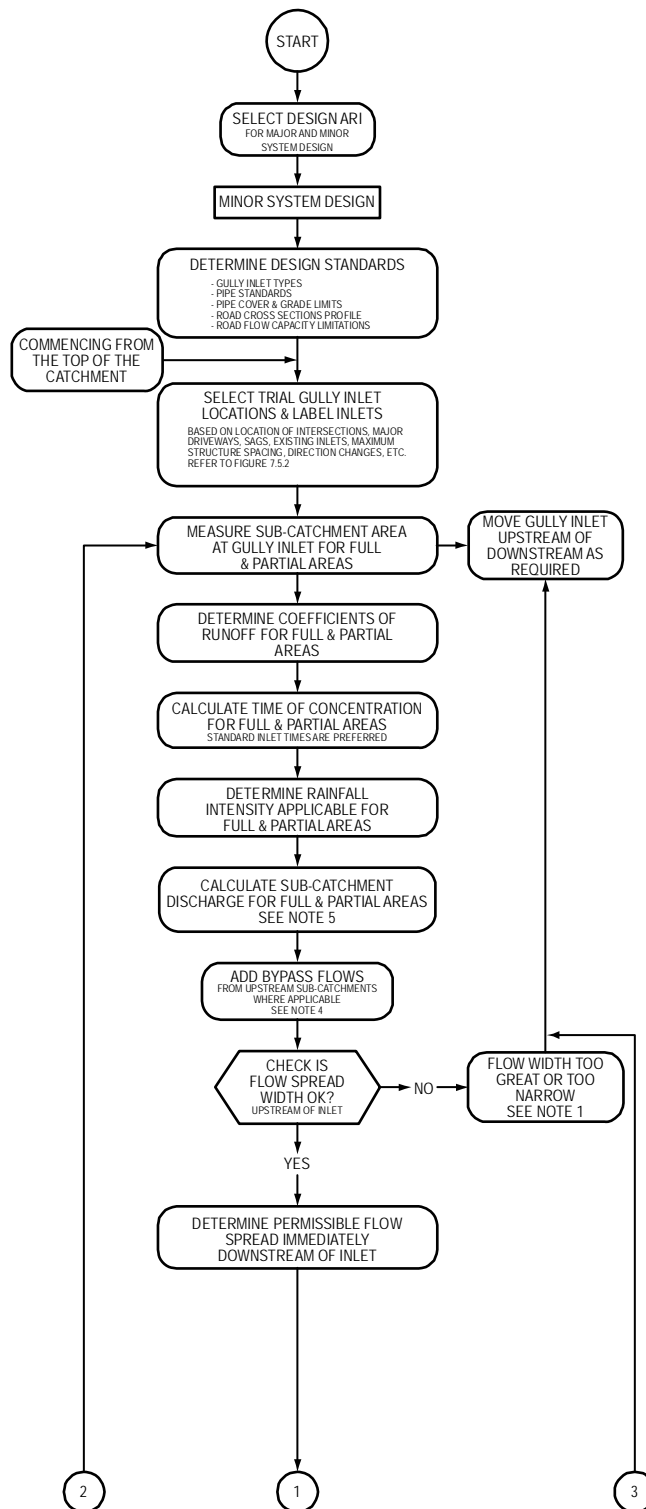 START
SELECT DESIGN ARI
FOR MAJOR AND MINOR
SYSTEM DESIGN
MINOR SYSTEM DESIGN
DETERMINE DESIGN STANDARDS
- GULLY INLET TYPES
- PIPE STANDARDS
- PIPE COVER & GRADE LIMITS
- ROAD CROSS SECTIONS PROFILE
- ROAD FLOW CAPACITY LIMITATIONS
COMMENCING FROM
THE TOP OF THE
CATCHMENT
SELECT TRIAL GULLY INLET
LOCATIONS & LABEL INLETS
BASED ON LOCATION OF INTERSECTIONS, MAJOR
DRIVEWAYS, SAGS, EXISTING INLETS, MAXIMUM
STRUCTURE SPACING, DIRECTION CHANGES, ETC.
REFER TO FIGURE 7.5.2
MEASURE SUB-CATCHMENT AREA
AT GULLY INLET FOR FULL
& PARTIAL AREAS
MOVE GULLY INLET
UPSTREAM OF
DOWNSTREAM AS
REQUIRED
DETERMINE COEFFICIENTS OF
RUNOFF FOR FULL & PARTIAL
AREAS
CALCULATE TIME OF CONCENTRATION
FOR FULL & PARTIAL AREAS
STANDARD INLET TIMES ARE PREFERRED
DETERMINE RAINFALL
INTENSITY APPLICABLE FOR
FULL & PARTIAL AREAS
CALCULATE SUB-CATCHMENT
DISCHARGE FOR FULL & PARTIAL AREAS
SEE NOTE 5
ADD BYPASS FLOWS
FROM UPSTREAM SUB-CATCHMENTS
WHERE APPLICABLE
SEE NOTE 4
CHECK IS
FLOW SPREAD
WIDTH OK?
UPSTREAM OF INLET
NO
FLOW WIDTH TOO
GREAT OR TOO
NARROW
SEE NOTE 1
YES
DETERMINE PERMISSIBLE FLOW
SPREAD IMMEDIATELY
DOWNSTREAM OF INLET
2
1
3